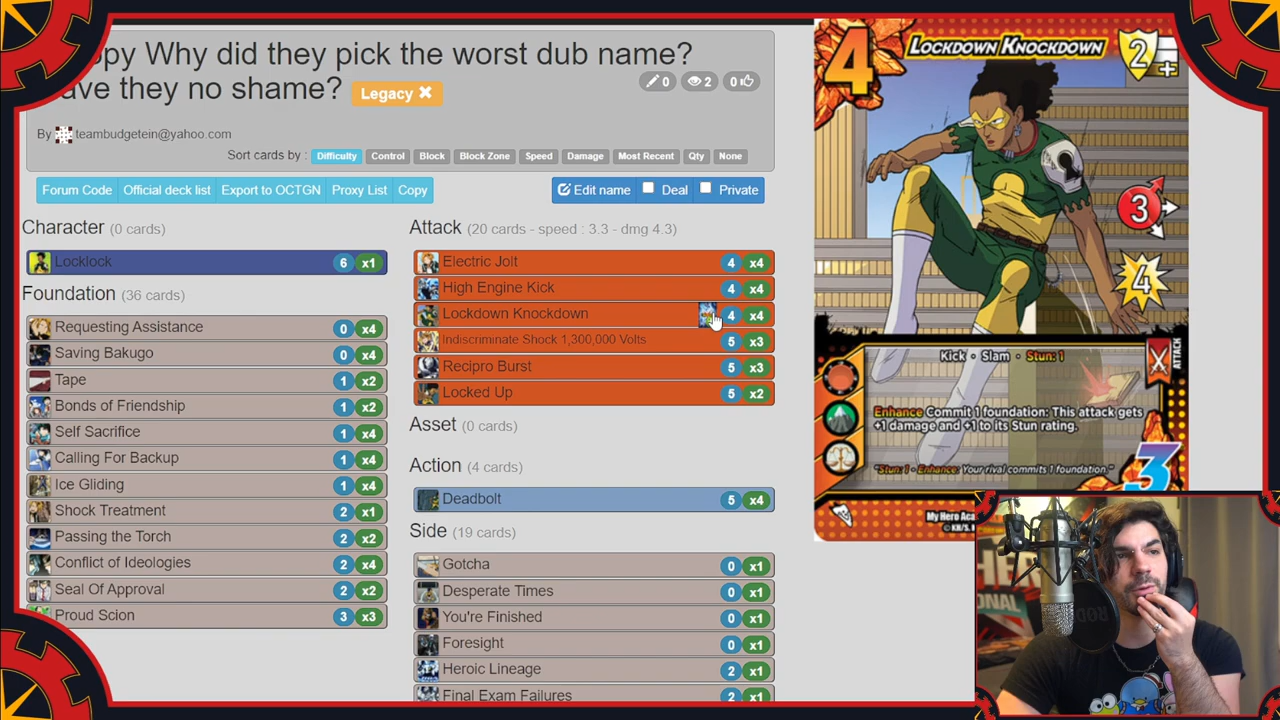 py Why did they pick the worst dub name?
ave they no shame? Legacy ✖
0 2 0
By teambudgetein@yahoo.com
Sort cards by : Difficulty Control Block Block Zone Speed Damage Most Recent Qty None
Forum Code Official deck list Export to OCTGN Proxy List Copy Edit name Deal Private
Character (0 cards)
Locklock 6 x1
Foundation (36 cards)
Requesting Assistance 0 x4
Saving Bakugo 0 x4
Tape 1 x2
Bonds of Friendship 1 x2
Self Sacrifice 1 x4
Calling For Backup 1 x4
Ice Gliding 1 x4
Shock Treatment 2 x1
Passing the Torch 2 x2
Conflict of Ideologies 2 x4
Seal Of Approval 2 x2
Proud Scion 3 x3
Attack (20 cards - speed : 3.3 - dmg 4.3)
Electric Jolt 4 x4
High Engine Kick 4 x4
Lockdown Knockdown 4 x4
Indiscriminate Shock 1,300,000 Volts 5 x3
Recipro Burst 5 x3
Locked Up 5 x2
Asset (0 cards)
Action (4 cards)
Deadbolt 5 x4
Side (19 cards)
Gotcha 0 x1
Desperate Times 0 x1
You're Finished 0 x1
Foresight 0 x1
Heroic Lineage 2 x1
Final Exam Failures 2 x1
4 Lockdown Knockdown 2 +
3
4
Kick • Slam • Stun: 1
ATTACK
Enhance Commit 1 foundation: This attack gets
+1 damage and +1 to its Stun rating.
"Stun: 1 - Enhance: Your rival commits 1 foundation."
3
My Hero Aca
HERO
ONAL
ROD